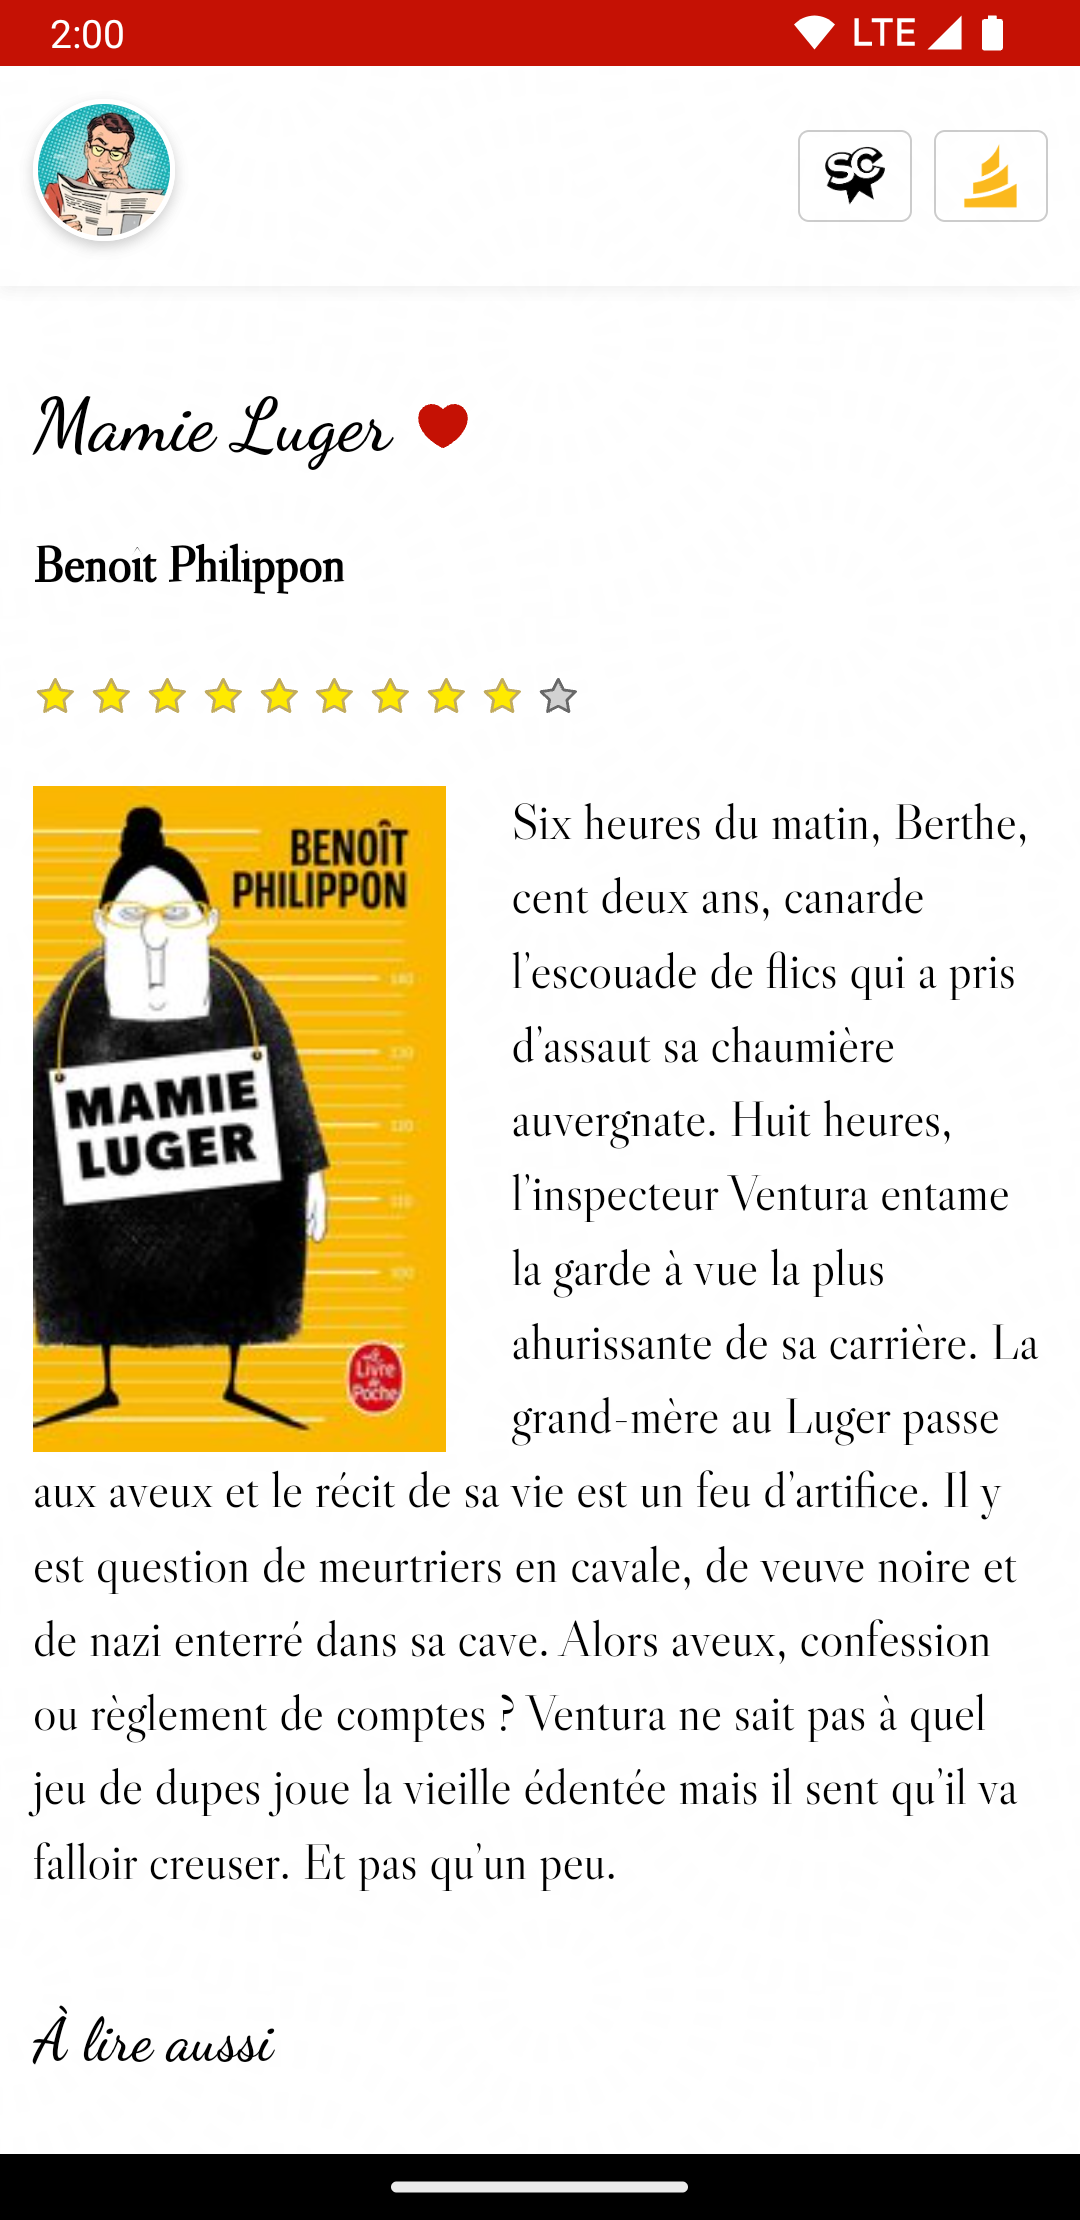 2:00
LTE
SC
Mamie Luger
Benoît Philippon
BENOÎT
PHILIPPON
180
MAMIE
LUGER
Le
Livre
de
Poche
Six heures du matin, Berthe,
cent deux ans, canarde
l’escouade de flics qui a pris
d’assaut sa chaumière
auvergnate. Huit heures,
l’inspecteur Ventura entame
la garde à vue la plus
ahurissante de sa carrière. La
grand-mère au Luger passe
aux aveux et le récit de sa vie est un feu d’artifice. Il y
est question de meurtriers en cavale, de veuve noire et
de nazi enterré dans sa cave. Alors aveux, confession
ou règlement de comptes ? Ventura ne sait pas à quel
jeu de dupes joue la vieille édentée mais il sent qu’il va
falloir creuser. Et pas qu’un peu.
À lire aussi